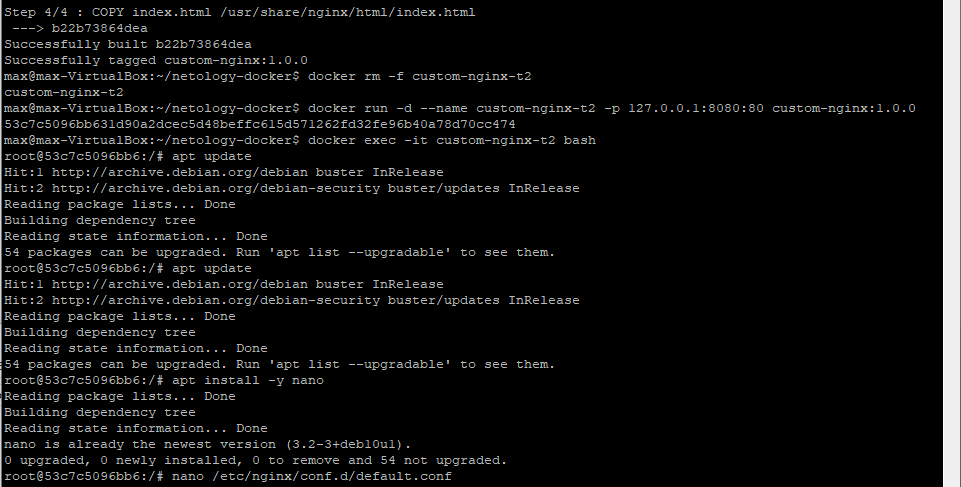 Step 4/4 : COPY index.html /usr/share/nginx/html/index.html
 ---> b22b73864dea
Successfully built b22b73864dea
Successfully tagged custom-nginx:1.0.0
max@max-VirtualBox:~/netology-docker$ docker rm -f custom-nginx-t2
custom-nginx-t2
max@max-VirtualBox:~/netology-docker$ docker run -d --name custom-nginx-t2 -p 127.0.0.1:8080:80 custom-nginx:1.0.0
53c7c5096bb631d90a2dcec5d48beffc615d571262fd32fe96b40a78d70cc474
max@max-VirtualBox:~/netology-docker$ docker exec -it custom-nginx-t2 bash
root@53c7c5096bb6:/# apt update
Hit:1 http://archive.debian.org/debian buster InRelease
Hit:2 http://archive.debian.org/debian-security buster/updates InRelease
Reading package lists... Done
Building dependency tree
Reading state information... Done
54 packages can be upgraded. Run 'apt list --upgradable' to see them.
root@53c7c5096bb6:/# apt update
Hit:1 http://archive.debian.org/debian buster InRelease
Hit:2 http://archive.debian.org/debian-security buster/updates InRelease
Reading package lists... Done
Building dependency tree
Reading state information... Done
54 packages can be upgraded. Run 'apt list --upgradable' to see them.
root@53c7c5096bb6:/# apt install -y nano
Reading package lists... Done
Building dependency tree
Reading state information... Done
nano is already the newest version (3.2-3+deb10u1).
0 upgraded, 0 newly installed, 0 to remove and 54 not upgraded.
root@53c7c5096bb6:/# nano /etc/nginx/conf.d/default.conf